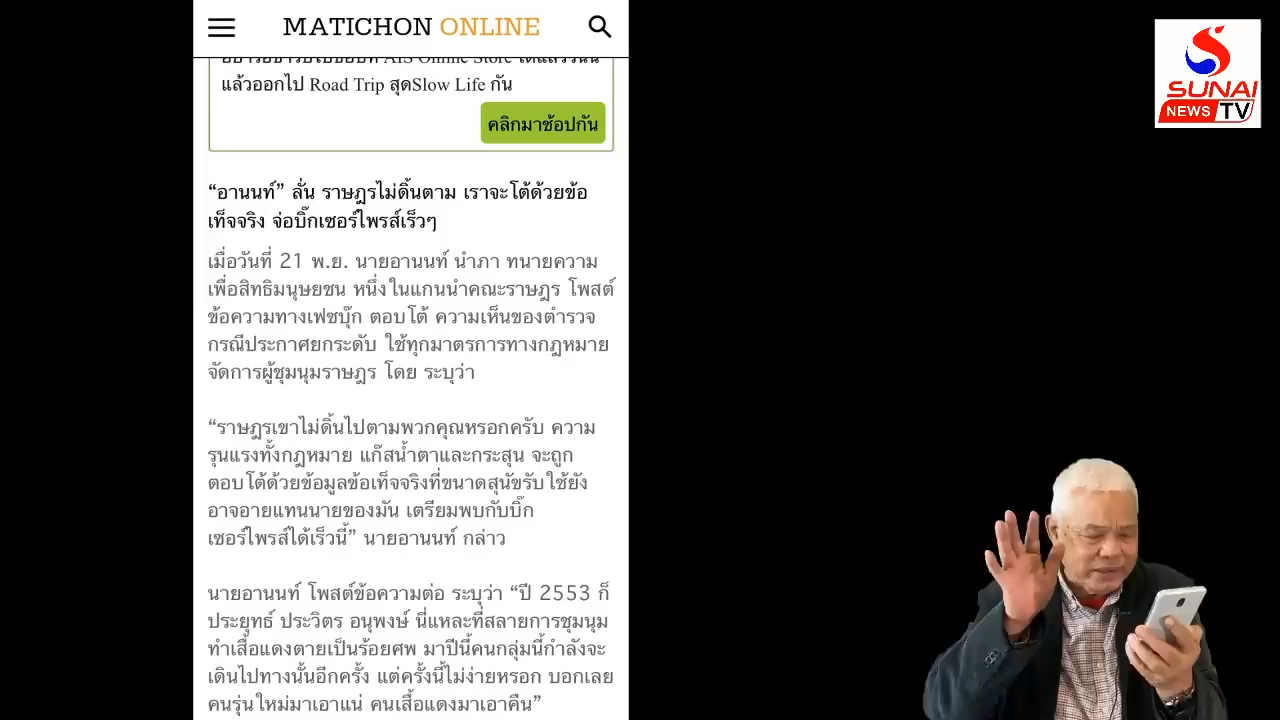 MATICHON ONLINE
SUNAI
NEWS TV
แล้วออกไป Road Trip สุดSlow Life กัน
คลิกมาช้อปกัน
“อานนท์” ลั่น ราษฎรไม่ดิ้นตาม เราจะโต้ด้วยข้อ
เท็จจริง จ่อบิ๊กเซอร์ไพรส์เร็วๆ
เมื่อวันที่ 21 พ.ย. นายอานนท์ นำภา ทนายความ
เพื่อสิทธิมนุษยชน หนึ่งในแกนนำคณะราษฎร โพสต์
ข้อความทางเฟซบุ๊ก ตอบโต้ ความเห็นของตำรวจ
กรณีประกาศยกระดับ ใช้ทุกมาตรการทางกฎหมาย
จัดการผู้ชุมนุมราษฎร โดย ระบุว่า
“ราษฎรเขาไม่ดิ้นไปตามพวกคุณหรอกครับ ความ
รุนแรงทั้งกฎหมาย แก๊สน้ำตาและกระสุน จะถูก
ตอบโต้ด้วยข้อมูลข้อเท็จจริงที่ขนาดสุนัขรับใช้ยัง
อาจอายแทนนายของมัน เตรียมพบกับบิ๊ก
เซอร์ไพรส์ได้เร็วนี้” นายอานนท์ กล่าว
นายอานนท์ โพสต์ข้อความต่อ ระบุว่า “ปี 2553 ก็
ประยุทธ์ ประวิตร อนุพงษ์ นี่แหละที่สลายการชุมนุม
ทำเสื้อแดงตายเป็นร้อยศพ มาปีนี้คนกลุ่มนี้กำลังจะ
เดินไปทางนั้นอีกครั้ง แต่ครั้งนี้ไม่ง่ายหรอก บอกเลย
คนรุ่นใหม่มาเอาแน่ คนเสื้อแดงมาเอาคืน”